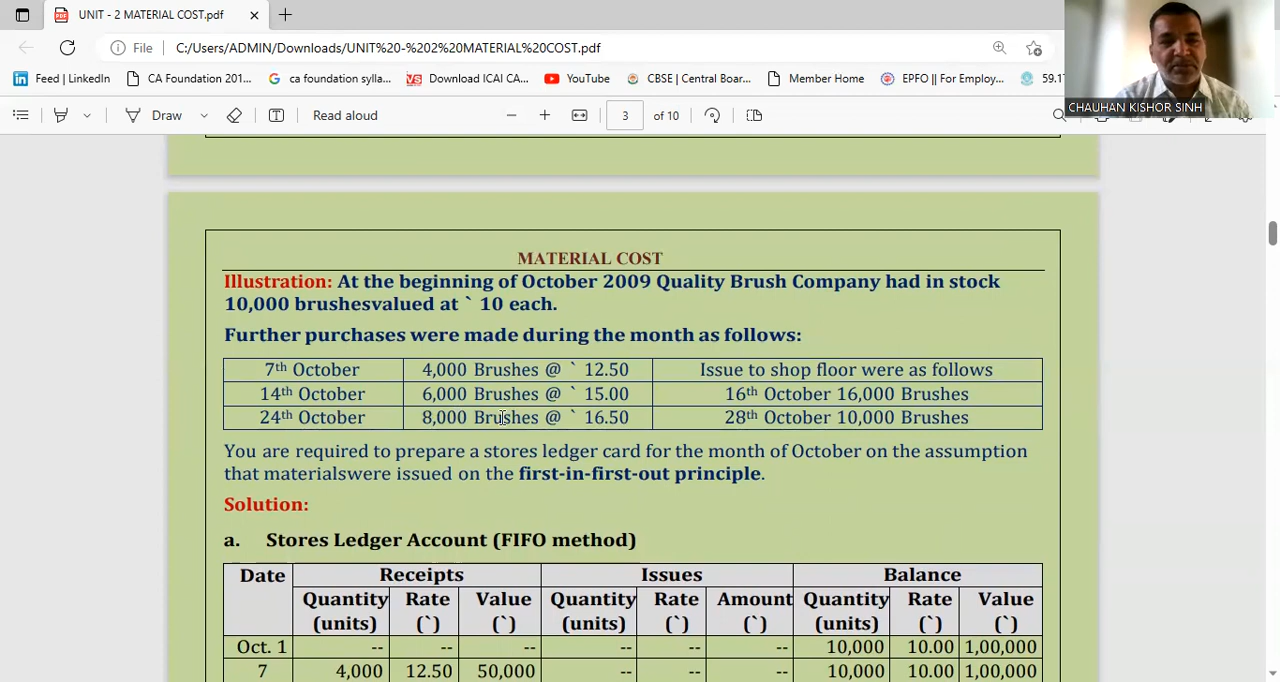 UNIT - 2 MATERIAL COST.pdf
File C:/Users/ADMIN/Downloads/UNIT%20-%202%20MATERIAL%20COST.pdf
Feed | LinkedIn CA Foundation 201... ca foundation sylla... Download ICAI CA... YouTube CBSE | Central Boar... Member Home EPFO || For Employ... 59.1
CHAUHAN KISHOR SINH
Draw Read aloud 3 of 10
MATERIAL COST
Illustration: At the beginning of October 2009 Quality Brush Company had in stock
10,000 brushesvalued at ` 10 each.
Further purchases were made during the month as follows:
7th October 4,000 Brushes @ ` 12.50 Issue to shop floor were as follows
14th October 6,000 Brushes @ ` 15.00 16th October 16,000 Brushes
24th October 8,000 Brushes @ ` 16.50 28th October 10,000 Brushes
You are required to prepare a stores ledger card for the month of October on the assumption
that materialswere issued on the first-in-first-out principle.
Solution:
a. Stores Ledger Account (FIFO method)
Date Receipts Issues Balance
Quantity Rate Value Quantity Rate Amount Quantity Rate Value
(units) (`) (`) (units) (`) (`) (units) (`) (`)
Oct. 1 -- -- -- -- -- -- 10,000 10.00 1,00,000
7 4,000 12.50 50,000 -- -- -- 10,000 10.00 1,00,000